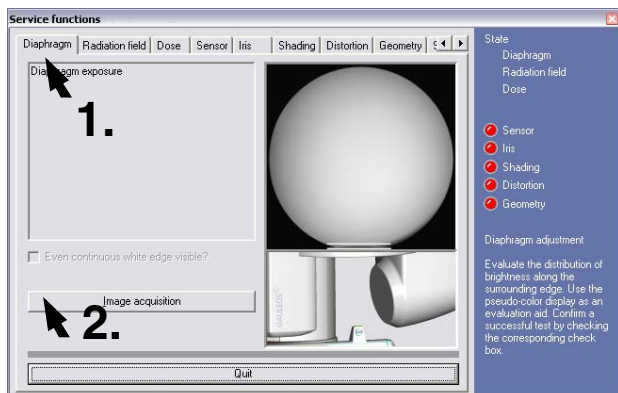 Service functions
Diaphragm Radiation field Dose Sensor Iris Shading Distortion Geometry
Diaphragm exposure
1.
Even continuous white edge visible?
Image acquisition
2.
GALILEOS
Quit
State
Diaphragm
Radiation field
Dose
Sensor
Iris
Shading
Distortion
Geometry
Diaphragm adjustment
Evaluate the distribution of
brightness along the
surrounding edge. Use the
pseudo-color display as an
evaluation aid. Confirm a
successful test by checking
the corresponding check
box.